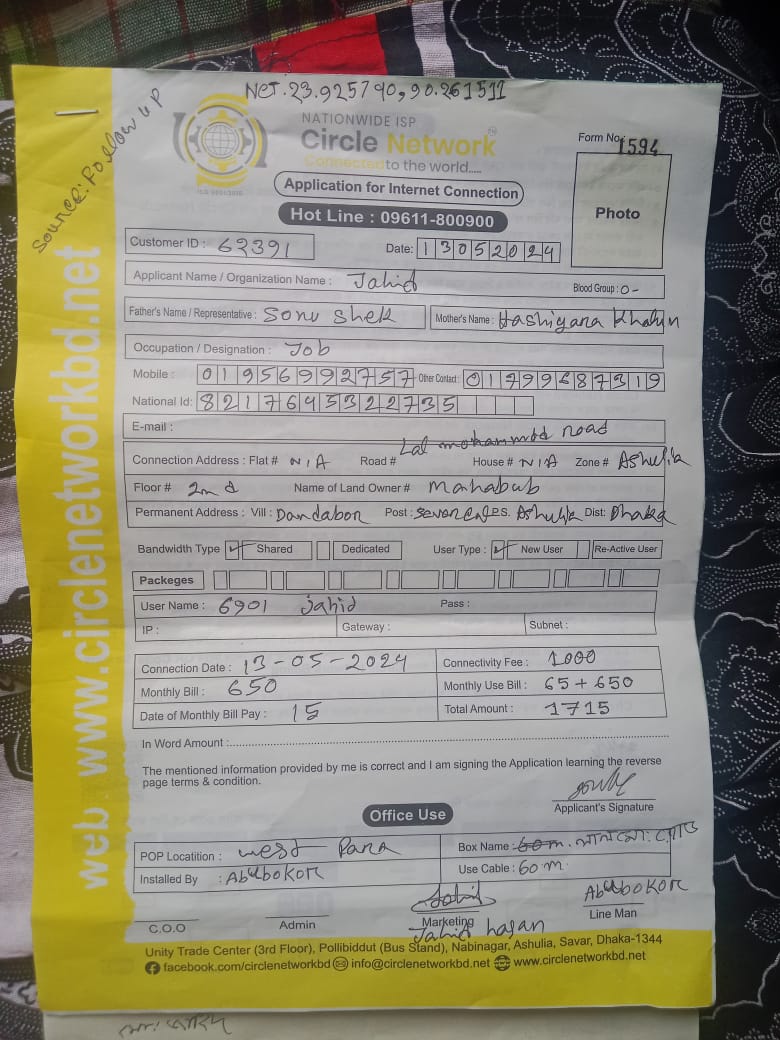 NET.23.925790,90.261511
Source: Follow up
NATIONWIDE ISP
Circle Network
Connected to the world.....
ISO 9001:2015
Form No: 1594
Application for Internet Connection
Photo
Hot Line : 09611-800900
Customer ID : 62391
Date: 13052024
Applicant Name / Organization Name : Jahid
Blood Group : O-
Father's Name / Representative : Sonu Shek
Mother's Name : Hashiyana Khatun
Occupation / Designation : Job
Mobile : 01956992757 Other Contact : 01799687319
National Id: 8217645322735
E-mail :
Connection Address : Flat # N/A Road # Lal mohammod road House # N/A Zone # Ashulia
Floor # 2nd Name of Land Owner # Mahabub
Permanent Address : Vill : Dandabor Post : P.S. Ashulia Dist: Dhaka
Bandwidth Type Shared Dedicated User Type : New User Re-Active User
Packeges
User Name : 6901 Jahid Pass :
IP : Gateway : Subnet :
Connection Date : 13-05-2024 Connectivity Fee : 1000
Monthly Bill : 650 Monthly Use Bill : 65 + 650
Date of Monthly Bill Pay : 15 Total Amount : 1715
In Word Amount :
The mentioned information provided by me is correct and I am signing the Application learning the reverse
page terms & condition.
Applicant's Signature
Office Use
POP Locatition : West Para Box Name : 60m.
Installed By : Abubokor Use Cable : 60 m
C.O.O Admin Marketing Jahid hasan Abubokor Line Man
Unity Trade Center (3rd Floor), Pollibiddut (Bus Stand), Nabinagar, Ashulia, Savar, Dhaka-1344
facebook.com/circlenetworkbd info@circlenetworkbd.net www.circlenetworkbd.net
web www.circlenetworkbd.net